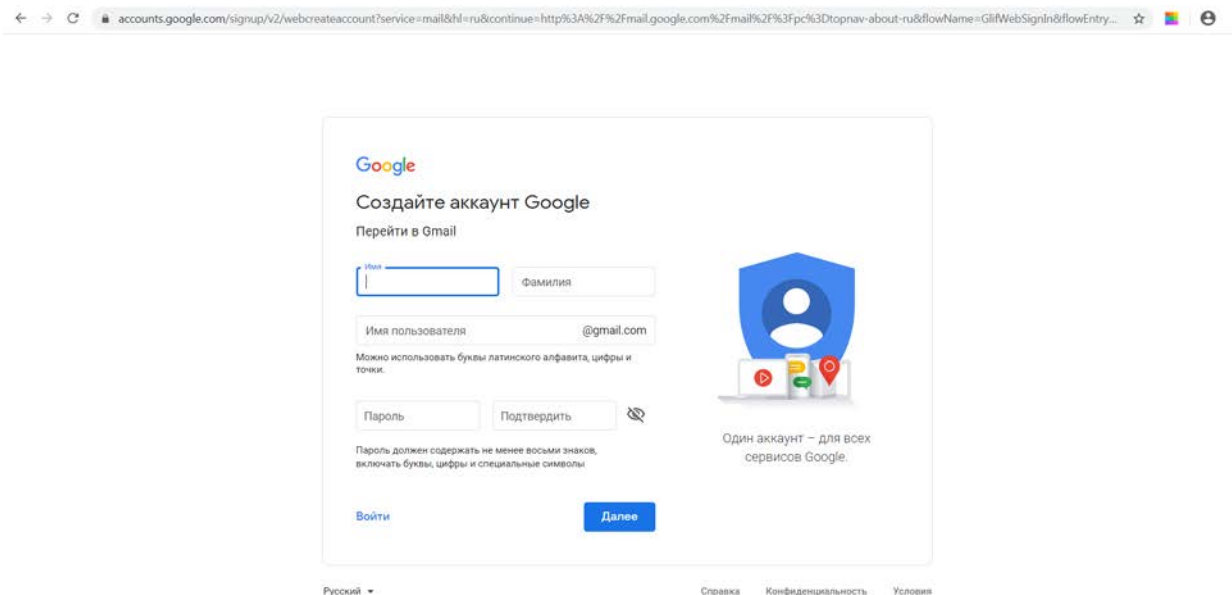 accounts.google.com/signup/v2/webcreateaccount?service=mail&hl=ru&continue=http%3A%2F%2Fmail.google.com%2Fmail%2F%3Fpc%3Dtopnav-about-ru&flowName=GlifWebSignIn&flowEntry...
Google
Создайте аккаунт Google
Перейти в Gmail
Имя
Фамилия
Имя пользователя @gmail.com
Можно использовать буквы латинского алфавита, цифры и
точки.
Пароль Подтвердить
Пароль должен содержать не менее восьми знаков,
включать буквы, цифры и специальные символы
Войти Далее
Один аккаунт – для всех
сервисов Google.
Русский Справка Конфиденциальность Условия